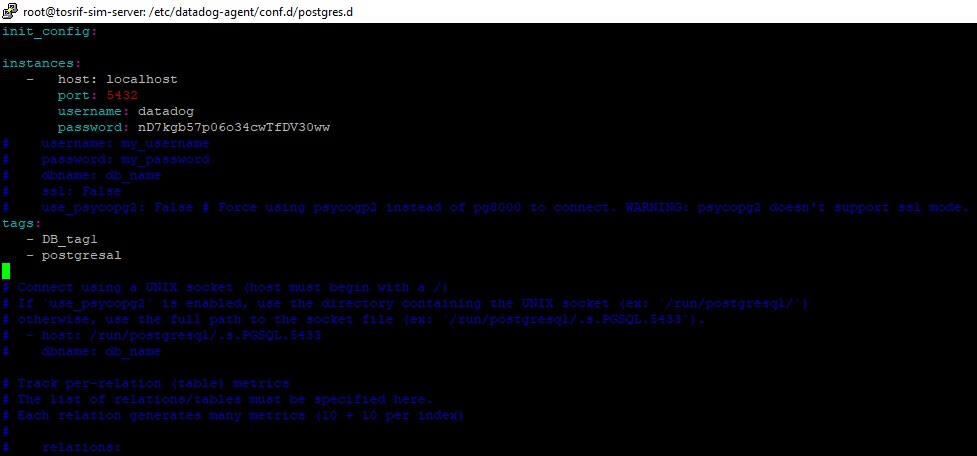 root@tosrif-sim-server: /etc/datadog-agent/conf.d/postgres.d
init_config:
instances:
- host: localhost
port: 5432
username: datadog
password: nD7kgb57p06o34cwTfDV30ww
# username: my_username
# password: my_password
# dbname: db_name
# ssl: False
# use_psycopg2: False # Force using psycogp2 instead of pg8000 to connect. WARNING: psycopg2 doesn't support ssl mode.
tags:
- DB_tag1
- postgresal
# Connect using a UNIX socket (host must begin with a /)
# If `use_psycopg2` is enabled, use the directory containing the UNIX socket (ex: `/run/postgresql/`)
# otherwise, use the full path to the socket file (ex: `/run/postgresql/.s.PGSQL.5433`).
# - host: /run/postgresql/.s.PGSQL.5433
# dbname: db_name
# Track per-relation (table) metrics
# The list of relations/tables must be specified here.
# Each relation generates many metrics (10 + 10 per index)
#
# relations: